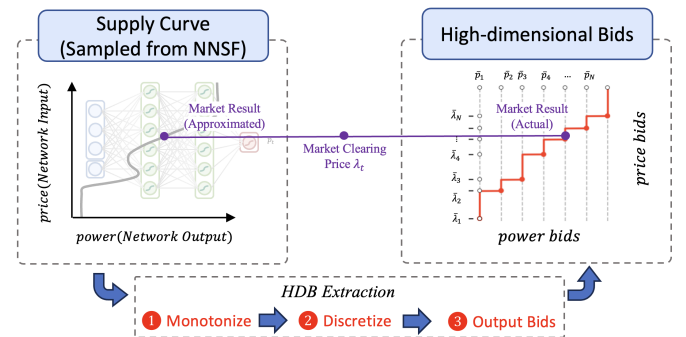 Supply Curve
(Sampled from NNSF)
High-dimensional Bids
price(Network Input)
power(Network Output)
Market Result
(Approximated)
Market Clearing
Price λₜ
Market Result
(Actual)
p̄₁ p̄₂ p̄₃ p̄₄ ... p̄_N
λ̄_N
⋮
λ̄₄
λ̄₃
λ̄₂
λ̄₁
price bids
power bids
HDB Extraction
1 Monotonize
2 Discretize
3 Output Bids